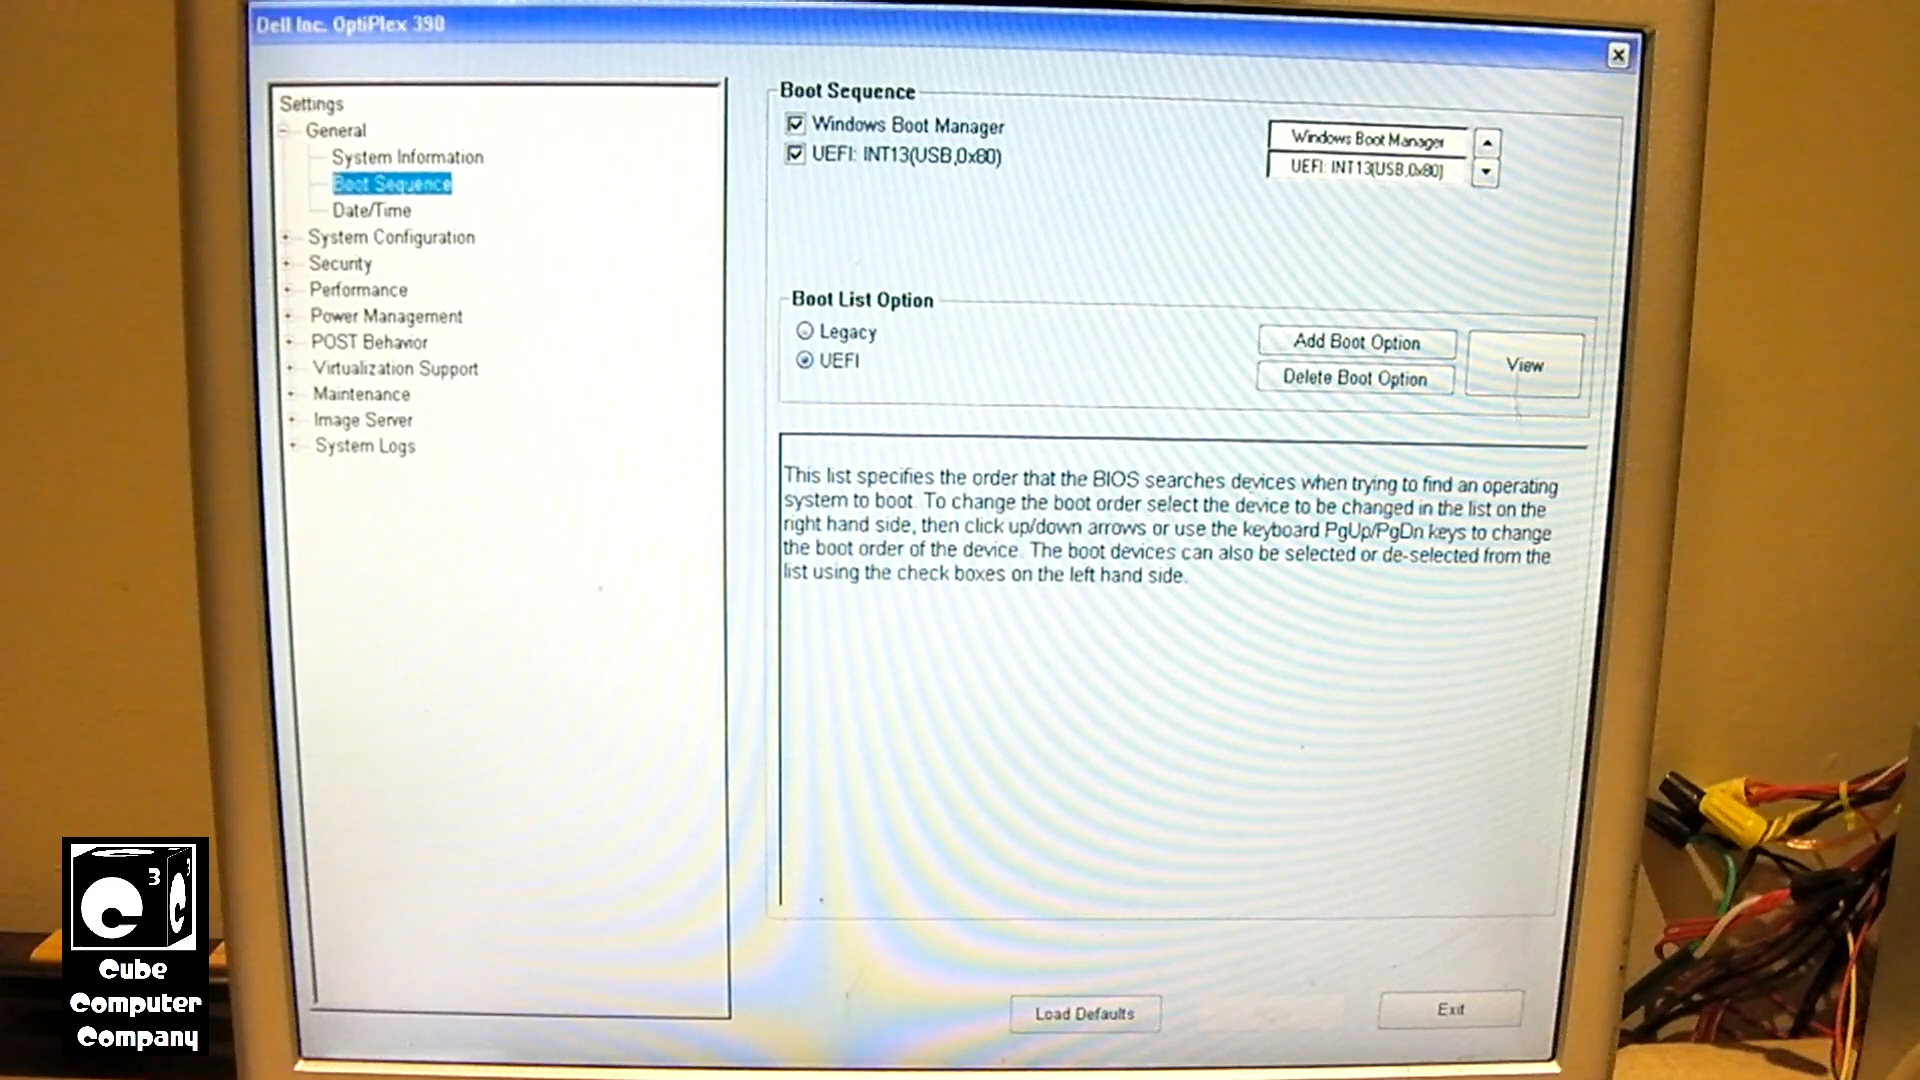 Dell Inc. OptiPlex 390
Settings
General
System Information
Boot Sequence
Date/Time
System Configuration
Security
Performance
Power Management
POST Behavior
Virtualization Support
Maintenance
Image Server
System Logs
Boot Sequence
Windows Boot Manager
UEFI: INT13(USB,0x80)
Windows Boot Manager
UEFI: INT13(USB,0x80)
Boot List Option
Legacy
UEFI
Add Boot Option
Delete Boot Option
View
This list specifies the order that the BIOS searches devices when trying to find an operating
system to boot. To change the boot order select the device to be changed in the list on the
right hand side, then click up/down arrows or use the keyboard PgUp/PgDn keys to change
the boot order of the device. The boot devices can also be selected or de-selected from the
list using the check boxes on the left hand side.
Load Defaults
Exit
C 3 C 3
Cube
Computer
Company